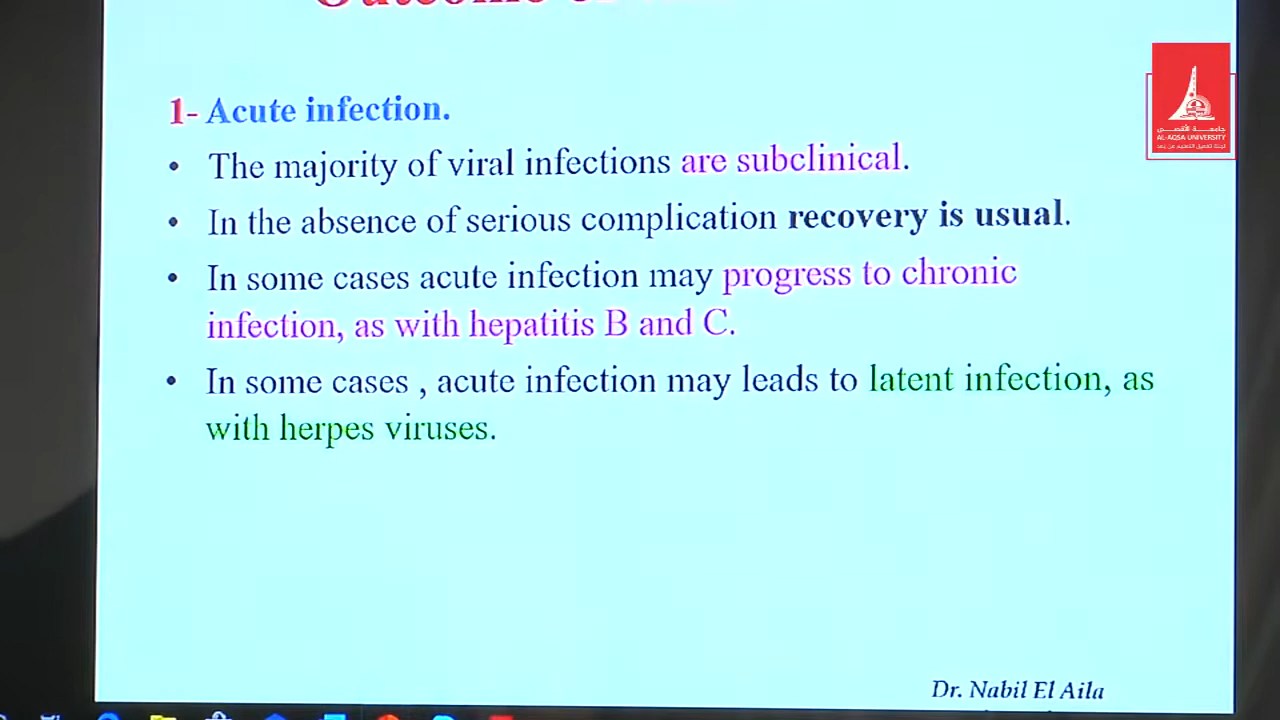 Outcome of
1- Acute infection.
• The majority of viral infections are subclinical.
• In the absence of serious complication recovery is usual.
• In some cases acute infection may progress to chronic
infection, as with hepatitis B and C.
• In some cases , acute infection may leads to latent infection, as
with herpes viruses.
جامعة الأقصى
AL-AQSA UNIVERSITY
Dr. Nabil El Aila